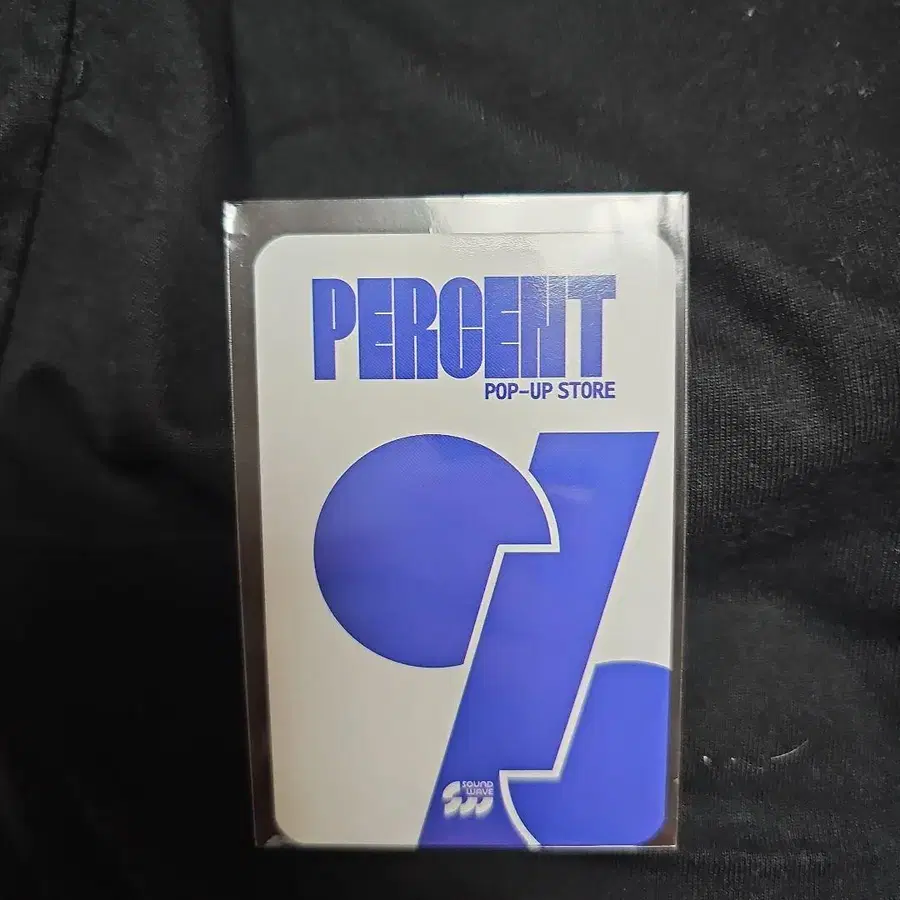 PERCENT
POP-UP STORE
%
SOUND
WAVE